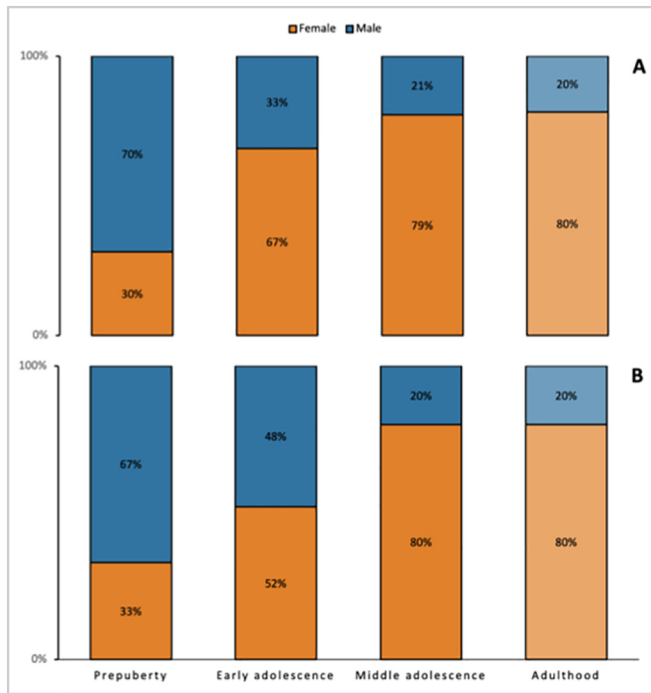 Female Male
100% A
21% 20%
33%
70%
67% 79% 80%
30%
0%
100% B
20% 20%
48%
67%
80% 80%
52%
33%
0%
Prepuberty Early adolescence Middle adolescence Adulthood